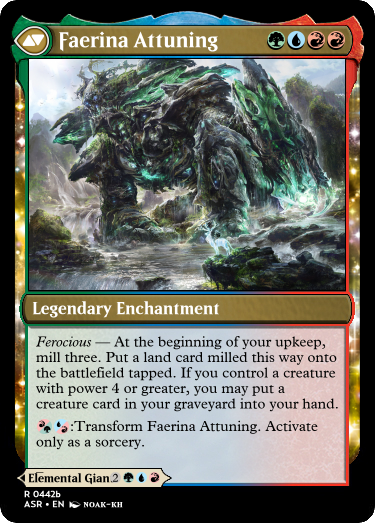 Faerina Attuning
Legendary Enchantment
Ferocious — At the beginning of your upkeep,
mill three. Put a land card milled this way onto
the battlefield tapped. If you control a creature
with power 4 or greater, you may put a
creature card in your graveyard into your hand.
:Transform Faerina Attuning. Activate
only as a sorcery.
Elemental Gian 2
R 0442b
ASR • EN NOAK-KH